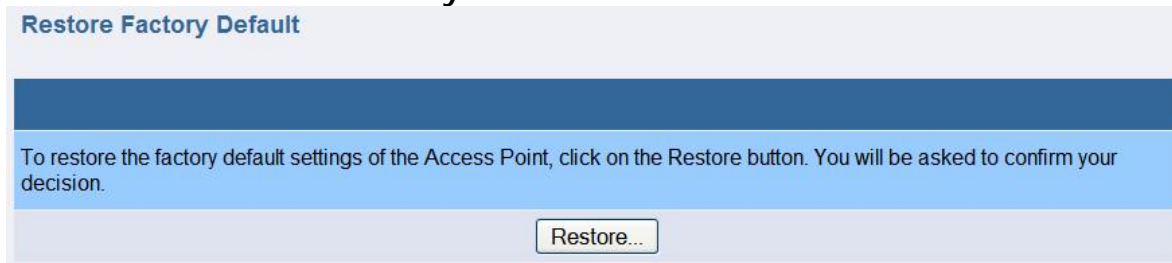 Restore Factory Default
To restore the factory default settings of the Access Point, click on the Restore button. You will be asked to confirm your
decision.
Restore...